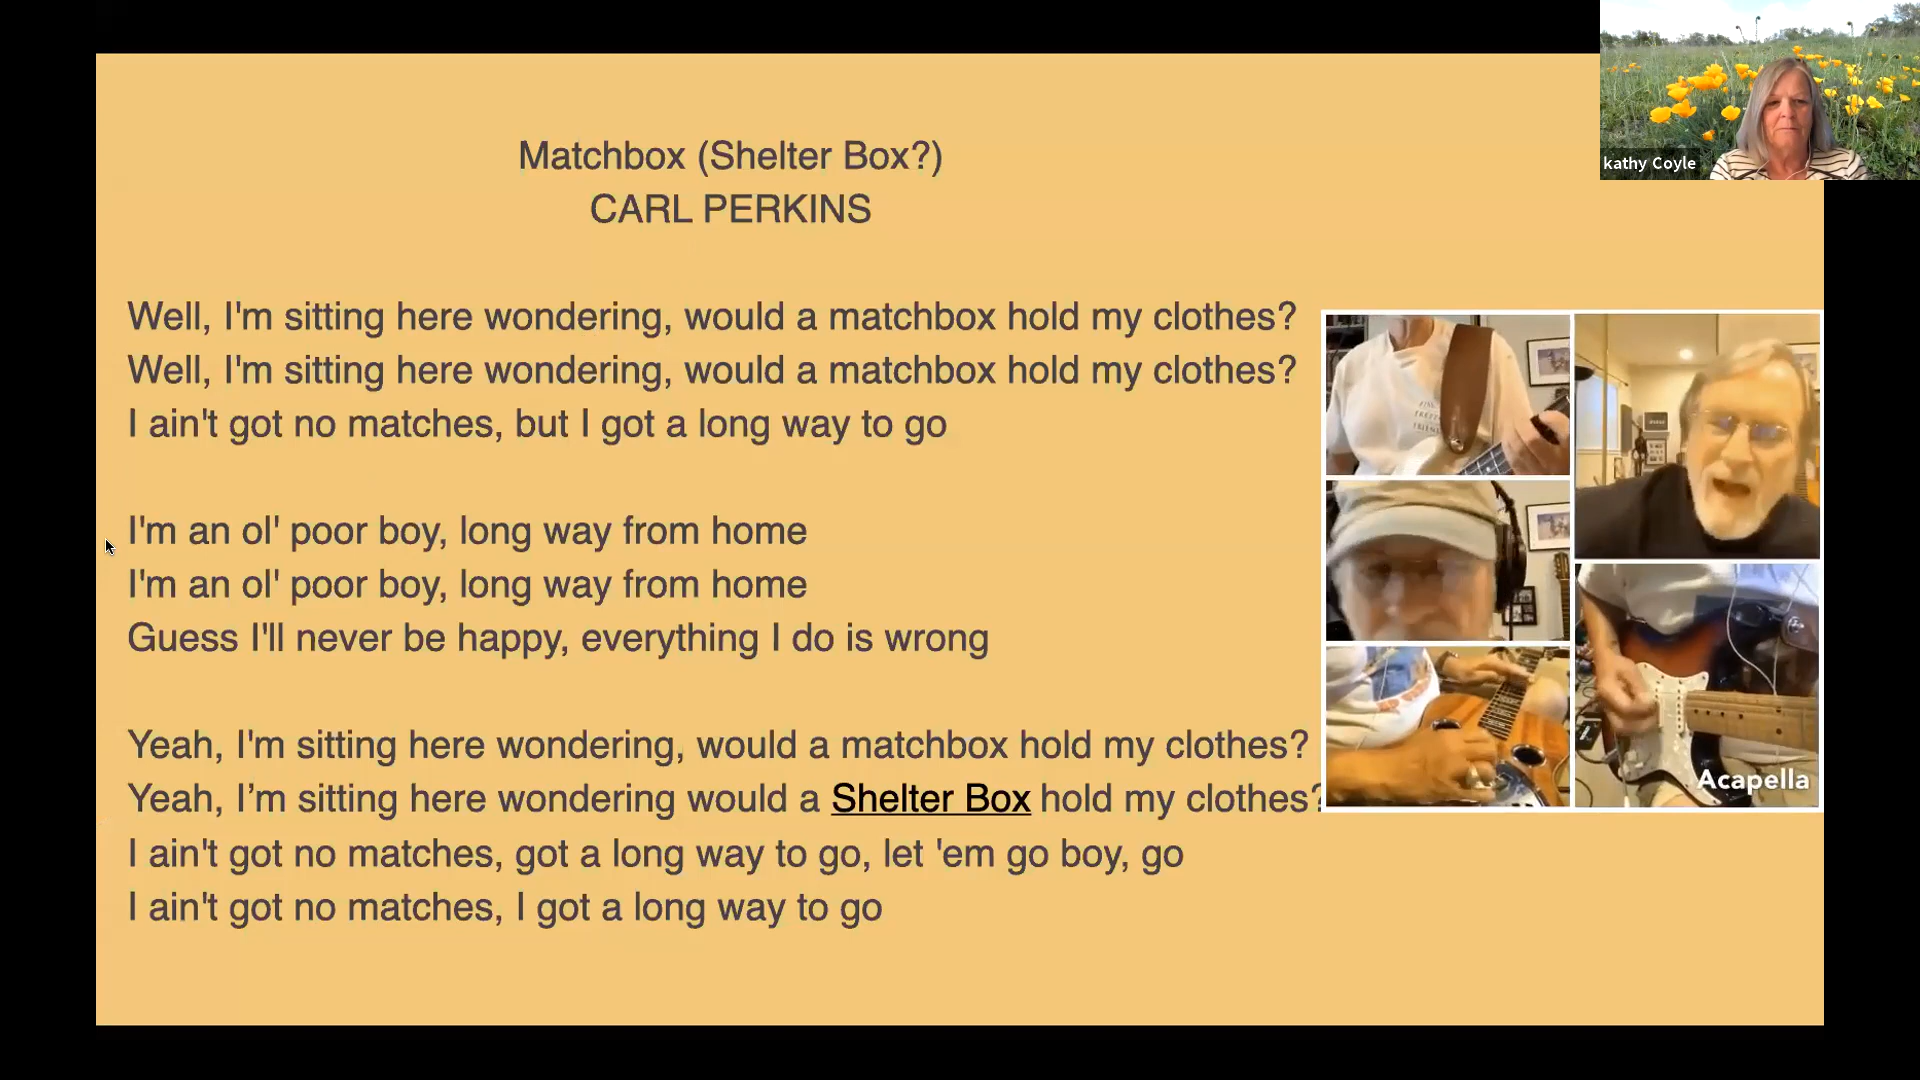 Matchbox (Shelter Box?)
CARL PERKINS
Well, I'm sitting here wondering, would a matchbox hold my clothes?
Well, I'm sitting here wondering, would a matchbox hold my clothes?
I ain't got no matches, but I got a long way to go
I'm an ol' poor boy, long way from home
I'm an ol' poor boy, long way from home
Guess I'll never be happy, everything I do is wrong
Yeah, I'm sitting here wondering, would a matchbox hold my clothes?
Yeah, I’m sitting here wondering would a Shelter Box hold my clothes?
I ain't got no matches, got a long way to go, let 'em go boy, go
I ain't got no matches, I got a long way to go
kathy Coyle
Acapella